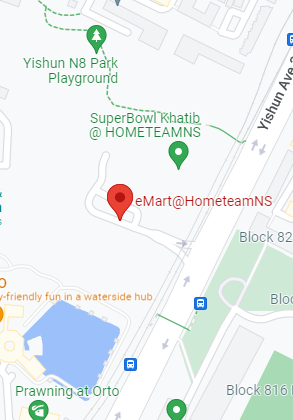 Yishun N8 Park
Playground
Yishun Ave 2
SuperBowl Khatib
@ HOMETEAMNS
eMart@HometeamNS
Block 82
y-friendly fun in a waterside hub
Bloc
Block 816
Prawning at Orto